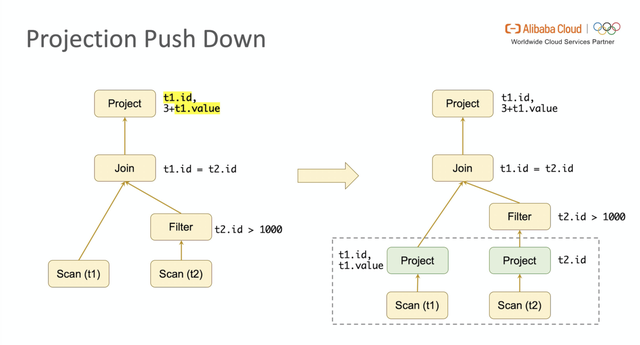 Projection Push Down
Alibaba Cloud
Worldwide Cloud Services Partner
Project
t1.id,
3+t1.value
Join
t1.id = t2.id
Filter
t2.id > 1000
Scan (t1)
Scan (t2)
Project
t1.id,
3+t1.value
Join
t1.id = t2.id
Filter
t2.id > 1000
t1.id,
t1.value
Project
Project
t2.id
Scan (t1)
Scan (t2)